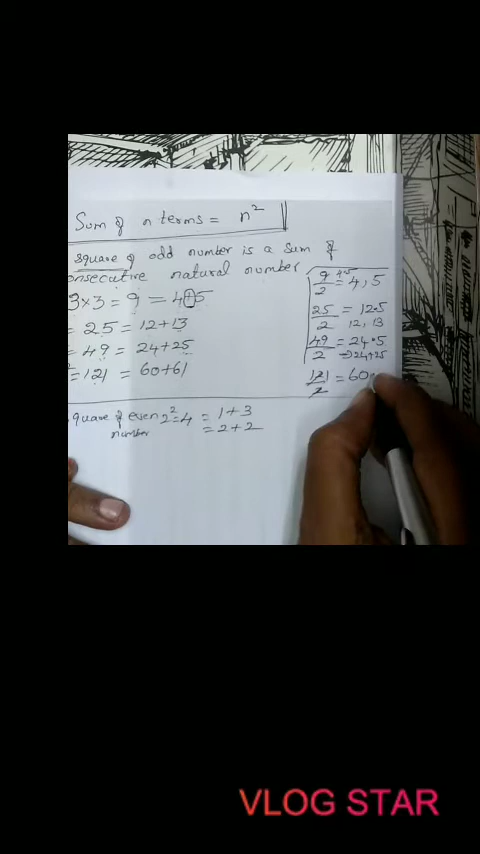 Sum of n terms = n²
square of odd number is a sum of
onsecutive natural number
3×3 = 9 = 4+5
= 25 = 12+13
= 49 = 24+25
²=121 = 60+61
quare of even 2²=4 = 1+3
number = 2+2
9/2 = 4, 5
25/2 = 12.5
12, 13
49/2 = 24.5
→24+25
121/2 = 60
VLOG STAR